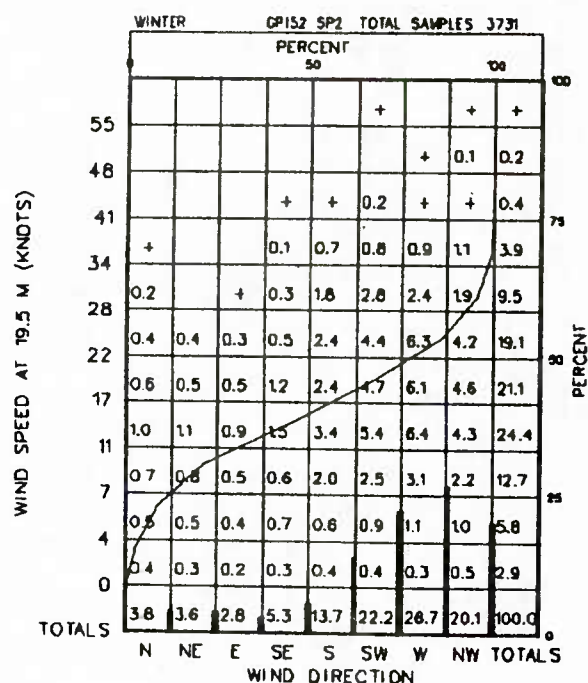 WINTER GP152 SP2 TOTAL SAMPLES 3731
PERCENT
0 50 100
100
+ + +
55
+ 0.1 0.2
48
+ + 0.2 + + 0.4
41 75
+ 0.1 0.7 0.8 0.9 1.1 3.9
34
0.2 + 0.3 1.8 2.8 2.4 1.9 9.5
28
0.4 0.4 0.3 0.5 2.4 4.4 6.3 4.2 19.1
22 50
0.6 0.5 0.5 1.2 2.4 4.7 6.1 4.6 21.1
17
1.0 1.1 0.9 1.5 3.4 5.4 6.4 4.3 24.4
11
0.7 0.8 0.5 0.6 2.0 2.5 3.1 2.2 12.7
7 25
0.5 0.4 0.7 0.6 0.9 1.1 1.0 5.8
4
0.4 0.3 0.2 0.3 0.4 0.4 0.3 0.5 2.9
0
TOTALS 3.8 3.6 2.8 5.3 13.7 22.2 28.7 20.1 100.0 0
N NE E SE S SW W NW TOTALS
WIND DIRECTION
WIND SPEED AT 19.5 M (KNOTS)
PERCENT